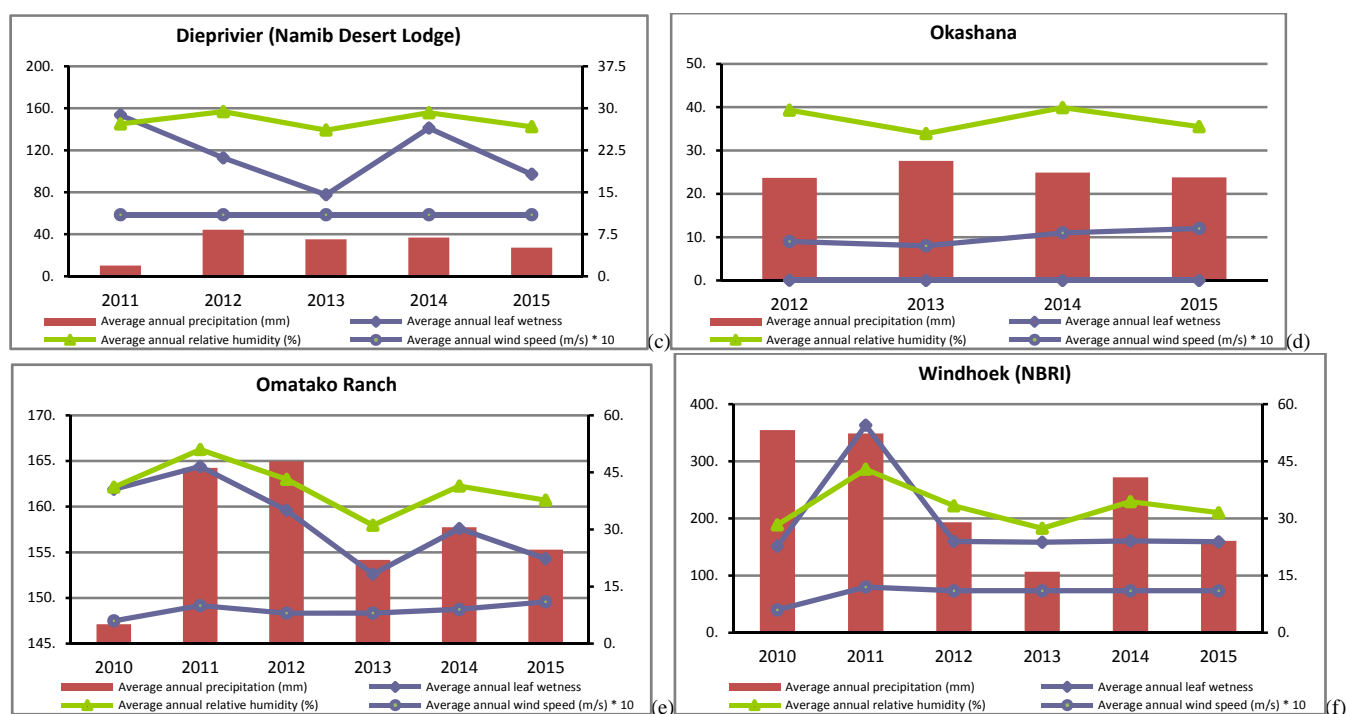 Dieprivier (Namib Desert Lodge)
200. 37.5
160. 30.
120. 22.5
80. 15.
40. 7.5
0. 0.
2011 2012 2013 2014 2015
Average annual precipitation (mm) Average annual leaf wetness
Average annual relative humidity (%) Average annual wind speed (m/s) * 10
(c)
Okashana
50.
40.
30.
20.
10.
0.
2012 2013 2014 2015
Average annual precipitation (mm) Average annual leaf wetness
Average annual relative humidity (%) Average annual wind speed (m/s) * 10
(d)
Omatako Ranch
170. 60.
165. 45.
160. 30.
155. 15.
150. 0.
145.
2010 2011 2012 2013 2014 2015
Average annual precipitation (mm) Average annual leaf wetness
Average annual relative humidity (%) Average annual wind speed (m/s) * 10
(e)
Windhoek (NBRI)
400. 60.
300. 45.
200. 30.
100. 15.
0. 0.
2010 2011 2012 2013 2014 2015
Average annual precipitation (mm) Average annual leaf wetness
Average annual relative humidity (%) Average annual wind speed (m/s) * 10
(f)